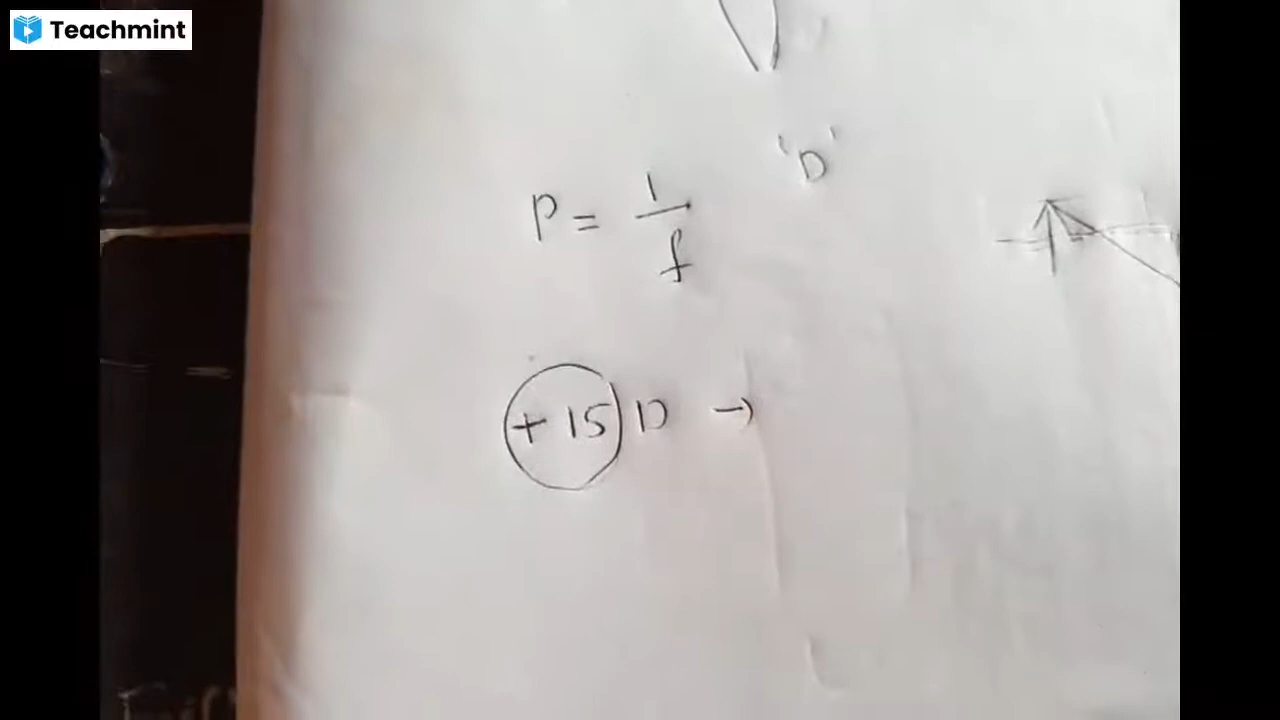 Teachmint
'D'
P = 1/f
+ 15 D →